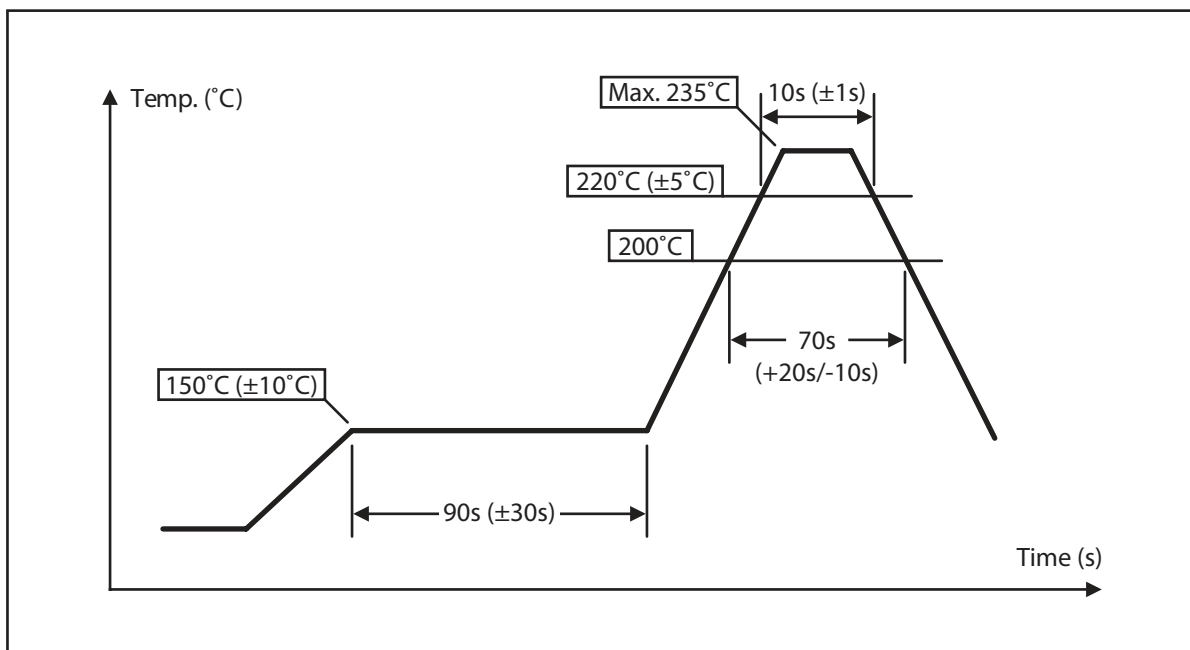 Temp. (˚C)
Max. 235˚C
10s (±1s)
220˚C (±5˚C)
200˚C
70s
(+20s/-10s)
150˚C (±10˚C)
90s (±30s)
Time (s)